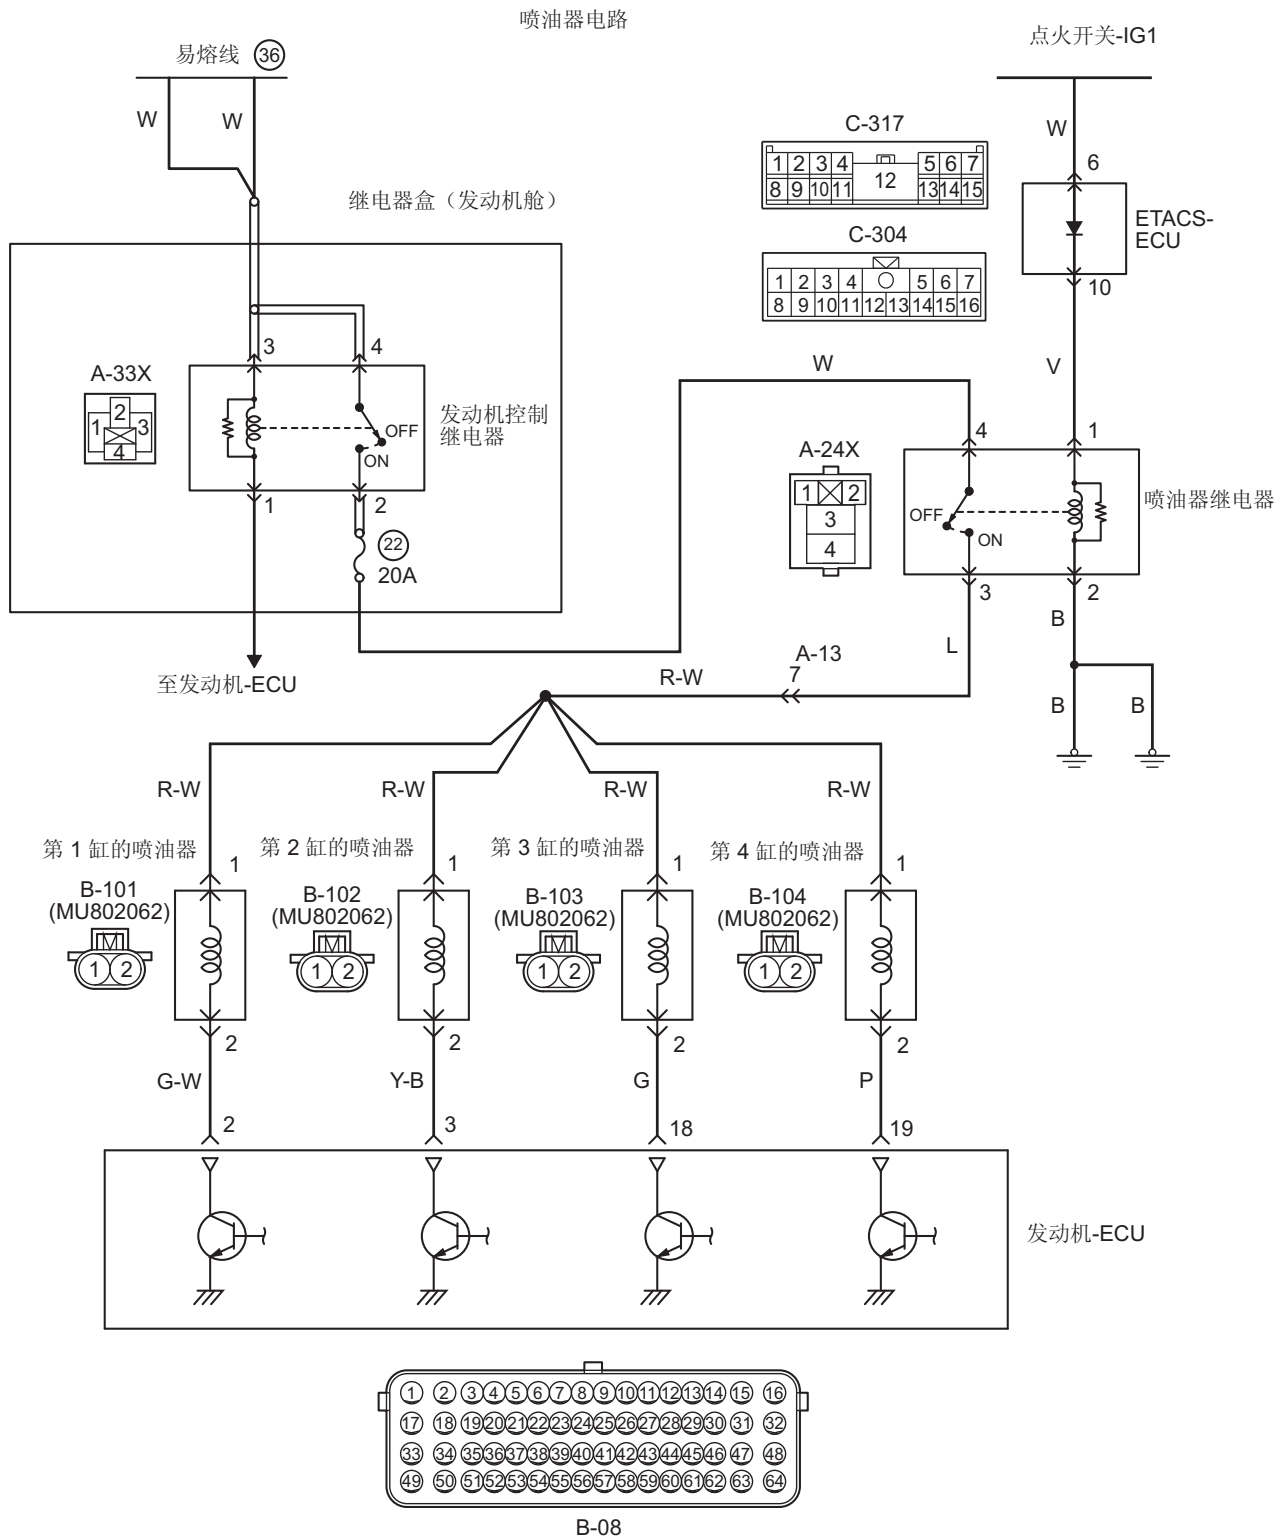 喷油器电路
点火开关-IG1
易熔线 36
W
W
W
C-317
1 2 3 4 5 6 7
8 9 10 11 12 13 14 15
6
继电器盒（发动机舱）
ETACS-
ECU
C-304
1 2 3 4 5 6 7
8 9 10 11 12 13 14 15 16
10
3
4
W
V
A-33X
1 2 3
4
发动机控制
继电器
OFF
ON
4
1
A-24X
1 2
3
4
喷油器继电器
OFF
ON
1
2
22
20A
3
2
B
L
A-13
7
R-W
至发动机-ECU
B
B
R-W
R-W
R-W
R-W
第 1 缸的喷油器
第 2 缸的喷油器
第 3 缸的喷油器
第 4 缸的喷油器
1
1
1
1
B-101
(MU802062)
B-102
(MU802062)
B-103
(MU802062)
B-104
(MU802062)
1 2
1 2
1 2
1 2
2
2
2
2
G-W
Y-B
G
P
2
3
18
19
发动机-ECU
1 2 3 4 5 6 7 8 9 10 11 12 13 14 15 16
17 18 19 20 21 22 23 24 25 26 27 28 29 30 31 32
33 34 35 36 37 38 39 40 41 42 43 44 45 46 47 48
49 50 51 52 53 54 55 56 57 58 59 60 61 62 63 64
B-08